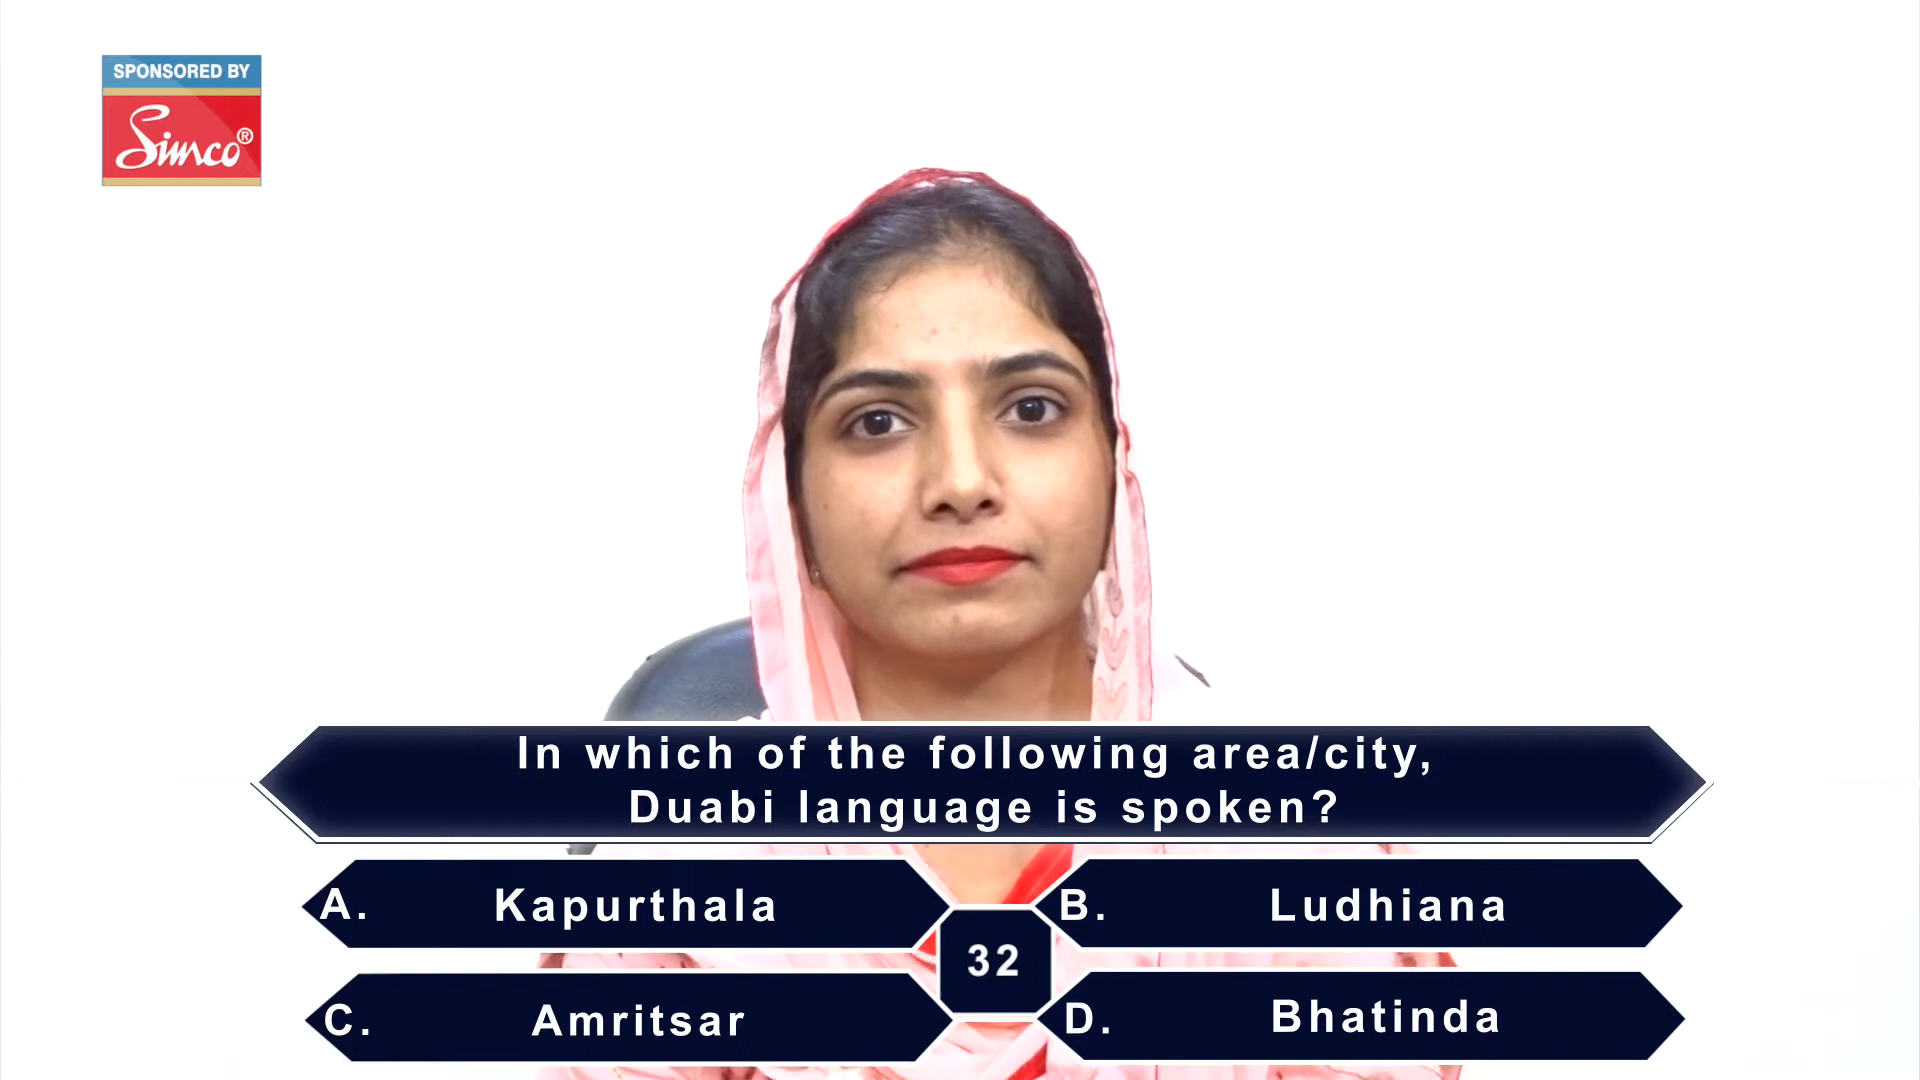 SPONSORED BY
Simco®
In which of the following area/city,
Duabi language is spoken?
A. Kapurthala
B. Ludhiana
32
C. Amritsar
D. Bhatinda